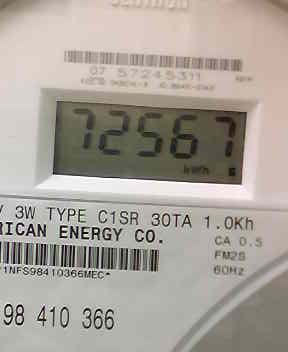 07 57245311
72567
kWh
V 3W TYPE C1SR 30TA 1.0Kh
RICAN ENERGY CO.
CA 0.5
FM2S
60Hz
1NFS98410366MEC*
98 410 366